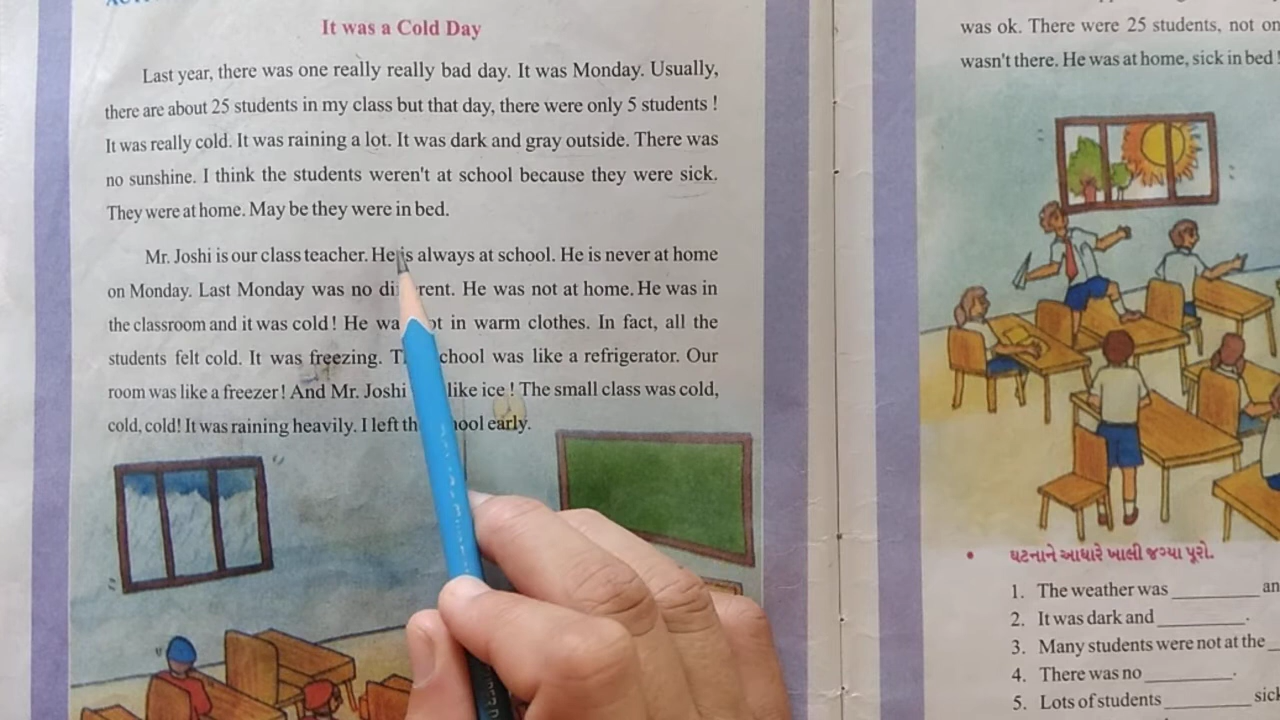 It was a Cold Day
Last year, there was one really really bad day. It was Monday. Usually,
there are about 25 students in my class but that day, there were only 5 students !
It was really cold. It was raining a lot. It was dark and gray outside. There was
no sunshine. I think the students weren't at school because they were sick.
They were at home. May be they were in bed.
Mr. Joshi is our class teacher. He is always at school. He is never at home
on Monday. Last Monday was no rent. He was not at home. He was in
the classroom and it was cold! He in warm clothes. In fact, all the
students felt cold. It was freezing. school was like a refrigerator. Our
room was like a freezer! And Mr. Joshi like ice ! The small class was cold,
cold, cold! It was raining heavily. I left early.
was ok. There were 25 students, not
wasn't there. He was at home, sick in bed !
• ઘટનાને આધારે ખાલી જગ્યા પૂરો.
1. The weather was ________
2. It was dark and ________.
3. Many students were not at the
4. There was no ________.
5. Lots of students ________ sick